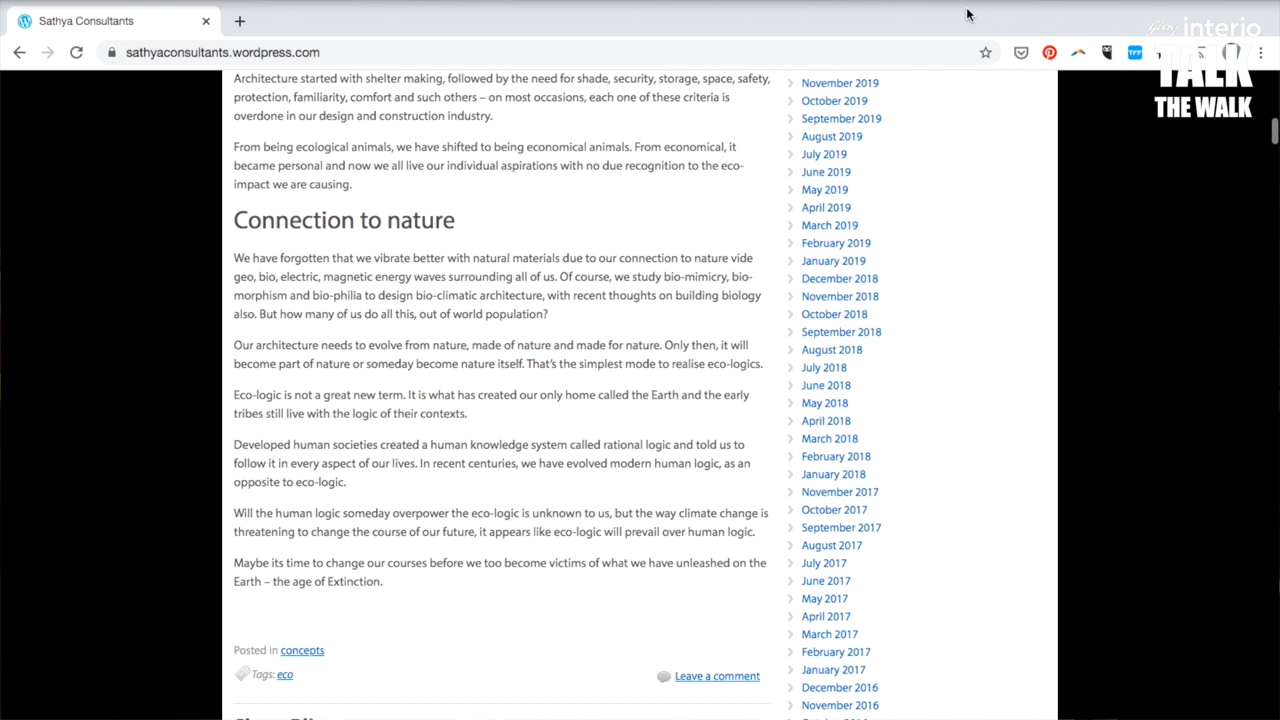 Sathya Consultants
sathyaconsultants.wordpress.com
TFF
interio
TALK
THE WALK
Architecture started with shelter making, followed by the need for shade, security, storage, space, safety,
protection, familiarity, comfort and such others – on most occasions, each one of these criteria is
overdone in our design and construction industry.
From being ecological animals, we have shifted to being economical animals. From economical, it
became personal and now we all live our individual aspirations with no due recognition to the eco-
impact we are causing.
Connection to nature
We have forgotten that we vibrate better with natural materials due to our connection to nature vide
geo, bio, electric, magnetic energy waves surrounding all of us. Of course, we study bio-mimicry, bio-
morphism and bio-philia to design bio-climatic architecture, with recent thoughts on building biology
also. But how many of us do all this, out of world population?
Our architecture needs to evolve from nature, made of nature and made for nature. Only then, it will
become part of nature or someday become nature itself. That's the simplest mode to realise eco-logics.
Eco-logic is not a great new term. It is what has created our only home called the Earth and the early
tribes still live with the logic of their contexts.
Developed human societies created a human knowledge system called rational logic and told us to
follow it in every aspect of our lives. In recent centuries, we have evolved modern human logic, as an
opposite to eco-logic.
Will the human logic someday overpower the eco-logic is unknown to us, but the way climate change is
threatening to change the course of our future, it appears like eco-logic will prevail over human logic.
Maybe its time to change our courses before we too become victims of what we have unleashed on the
Earth – the age of Extinction.
Posted in concepts
Tags: eco
Leave a comment
November 2019
October 2019
September 2019
August 2019
July 2019
June 2019
May 2019
April 2019
March 2019
February 2019
January 2019
December 2018
November 2018
October 2018
September 2018
August 2018
July 2018
June 2018
May 2018
April 2018
March 2018
February 2018
January 2018
November 2017
October 2017
September 2017
August 2017
July 2017
June 2017
May 2017
April 2017
March 2017
February 2017
January 2017
December 2016
November 2016